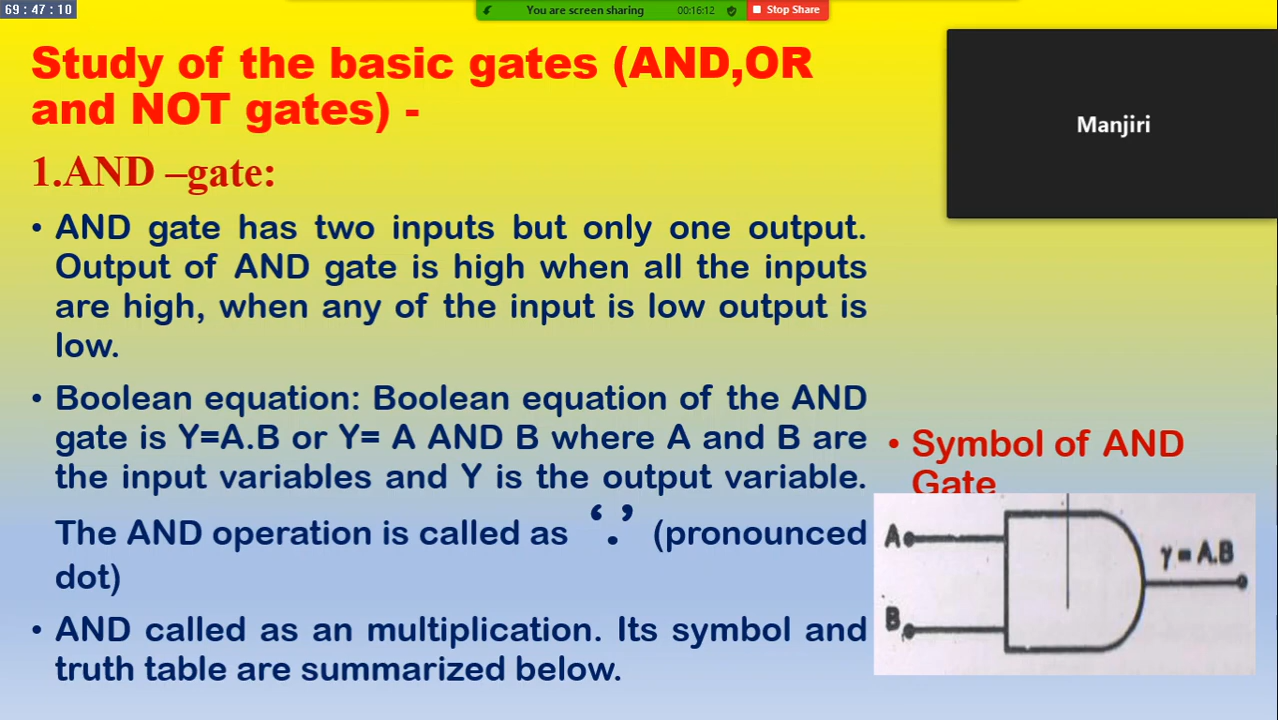 69:47:10
You are screen sharing
00:16:12
Stop Share
Study of the basic gates (AND,OR
and NOT gates) -
Manjiri
1.AND –gate:
• AND gate has two inputs but only one output.
Output of AND gate is high when all the inputs
are high, when any of the input is low output is
low.
• Boolean equation: Boolean equation of the AND
gate is Y=A.B or Y= A AND B where A and B are
the input variables and Y is the output variable.
The AND operation is called as ‘.’ (pronounced
dot)
• AND called as an multiplication. Its symbol and
truth table are summarized below.
• Symbol of AND
Gate
A
B
Y = A.B